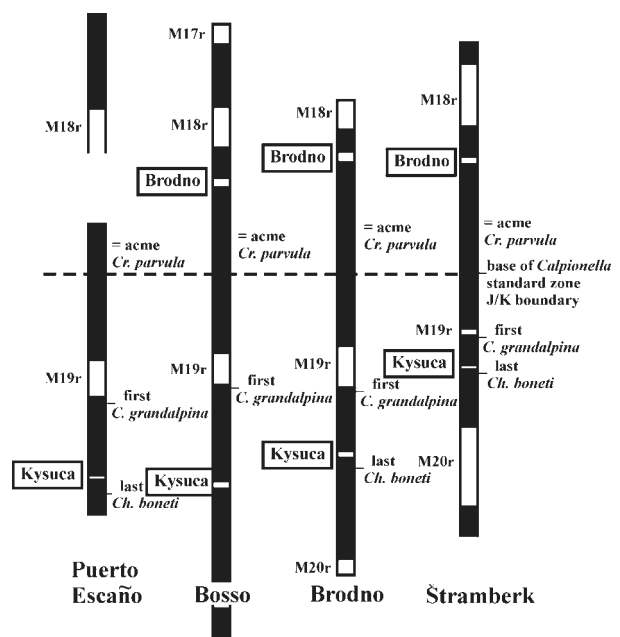 M18r
= acme
Cr. parvula
M19r
first
C. grandalpina
Kysuca
last
Ch. boneti
Puerto
Escaño
M17r
M18r
Brodno
= acme
Cr. parvula
M19r
first
C. grandalpina
Kysuca
Bosso
M18r
Brodno
= acme
Cr. parvula
M19r
first
C. grandalpina
Kysuca
last
Ch. boneti
M20r
Brodno
M18r
Brodno
= acme
Cr. parvula
base of Calpionella
standard zone
J/K boundary
M19r
first
C. grandalpina
Kysuca
last
Ch. boneti
M20r
Štramberk